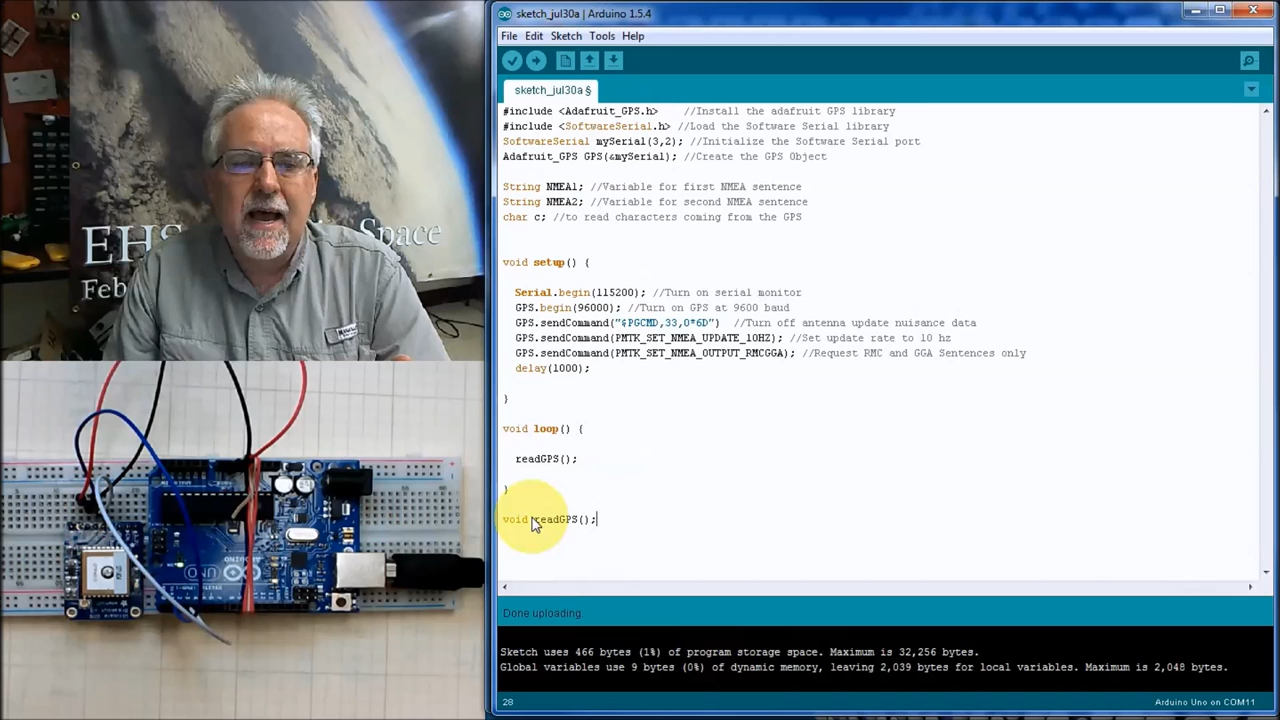 sketch_jul30a | Arduino 1.5.4
File Edit Sketch Tools Help
sketch_jul30a §
#include <Adafruit_GPS.h> //Install the adafruit GPS library
#include <SoftwareSerial.h> //Load the Software Serial library
SoftwareSerial mySerial(3,2); //Initialize the Software Serial port
Adafruit_GPS GPS(&mySerial); //Create the GPS Object
String NMEA1; //Variable for first NMEA sentence
String NMEA2; //Variable for second NMEA sentence
char c; //to read characters coming from the GPS
void setup() {
Serial.begin(115200); //Turn on serial monitor
GPS.begin(96000); //Turn on GPS at 9600 baud
GPS.sendCommand("$PGCMD,33,0*6D") //Turn off antenna update nuisance data
GPS.sendCommand(PMTK_SET_NMEA_UPDATE_10HZ); //Set update rate to 10 hz
GPS.sendCommand(PMTK_SET_NMEA_OUTPUT_RMCGGA); //Request RMC and GGA Sentences only
delay(1000);
}
void loop() {
readGPS();
}
void readGPS();
Done uploading.
Sketch uses 466 bytes (1%) of program storage space. Maximum is 32,256 bytes.
Global variables use 9 bytes (0%) of dynamic memory, leaving 2,039 bytes for local variables. Maximum is 2,048 bytes.
28
Arduino Uno on COM11
EHS Space
Feb
UNO
ARDUINO